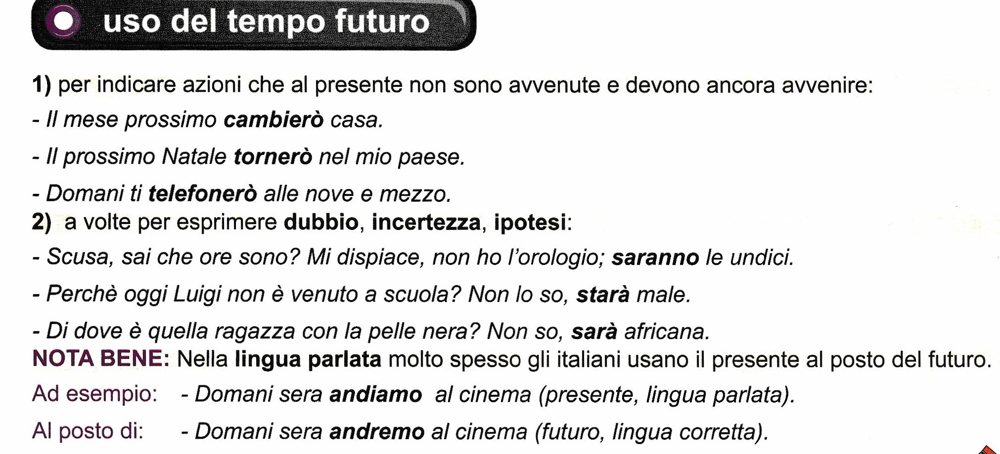 uso del tempo futuro
1) per indicare azioni che al presente non sono avvenute e devono ancora avvenire:
- Il mese prossimo cambierò casa.
- Il prossimo Natale tornerò nel mio paese.
- Domani ti telefonerò alle nove e mezzo.
2) a volte per esprimere dubbio, incertezza, ipotesi:
- Scusa, sai che ore sono? Mi dispiace, non ho l'orologio; saranno le undici.
- Perchè oggi Luigi non è venuto a scuola? Non lo so, starà male.
- Di dove è quella ragazza con la pelle nera? Non so, sarà africana.
NOTA BENE: Nella lingua parlata molto spesso gli italiani usano il presente al posto del futuro.
Ad esempio: - Domani sera andiamo al cinema (presente, lingua parlata).
Al posto di: - Domani sera andremo al cinema (futuro, lingua corretta).